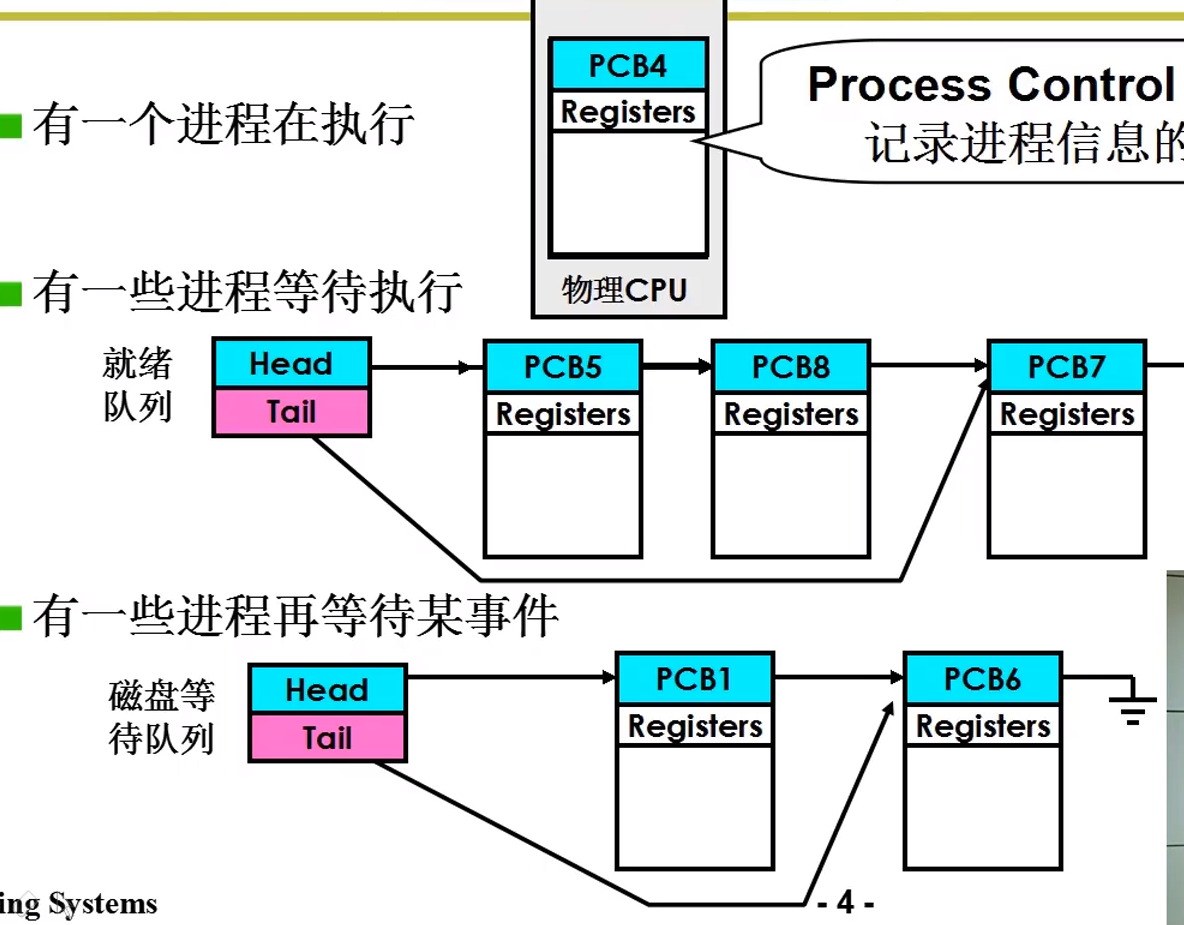 PCB4
Registers
Process Control
记录进程信息的
有一个进程在执行
物理CPU
有一些进程等待执行
就绪
队列
Head
Tail
PCB5
Registers
PCB8
Registers
PCB7
Registers
有一些进程再等待某事件
磁盘等
待队列
Head
Tail
PCB1
Registers
PCB6
Registers
ing Systems
- 4 -